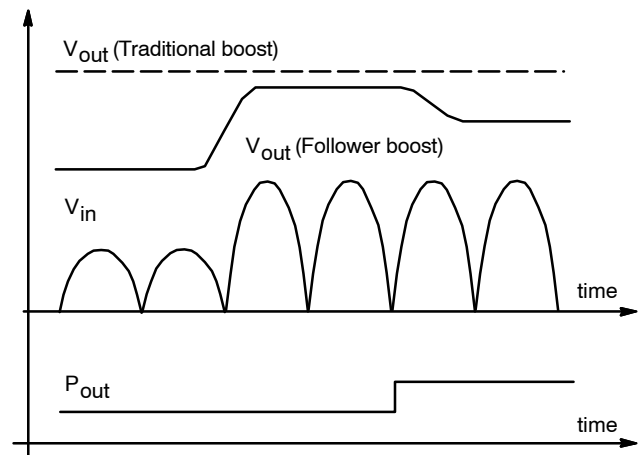 Vout (Traditional boost)
Vout (Follower boost)
Vin
time
Pout
time